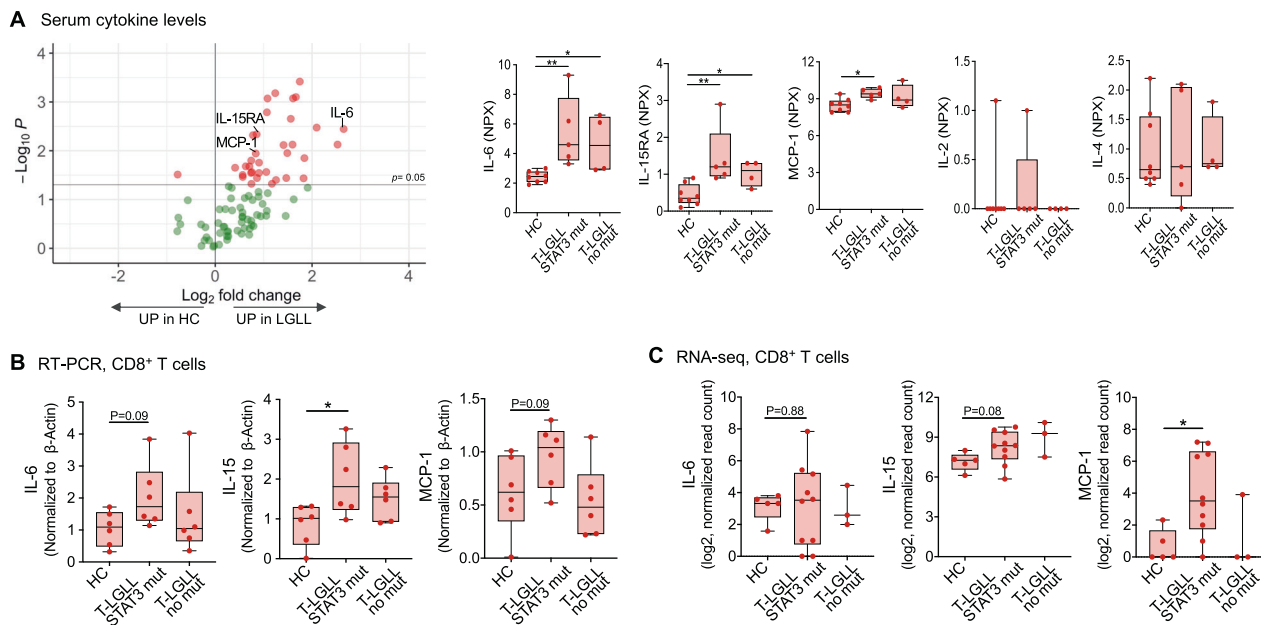 A Serum cytokine levels
4
3
2
1
0
– Log10 P
IL-15RA
MCP-1
IL-6
p= 0.05
-2 0 2 4
Log2 fold change
UP in HC UP in LGLL
IL-6 (NPX)
10
8
6
4
2
0
*
**
HC
T-LGLL
STAT3 mut
T-LGLL
no mut
IL-15RA (NPX)
4
3
2
1
0
*
**
HC
T-LGLL
STAT3 mut
T-LGLL
no mut
MCP-1 (NPX)
12
9
6
3
0
*
HC
T-LGLL
STAT3 mut
T-LGLL
no mut
IL-2 (NPX)
1.5
1.0
0.5
0.0
HC
T-LGLL
STAT3 mut
T-LGLL
no mut
IL-4 (NPX)
2.5
2.0
1.5
1.0
0.5
0.0
HC
T-LGLL
STAT3 mut
T-LGLL
no mut
B RT-PCR, CD8+ T cells
IL-6
(Normalized to β-Actin)
5
4
3
2
1
0
P=0.09
HC
T-LGLL
STAT3 mut
T-LGLL
no mut
IL-15
(Normalized to β-Actin)
4
3
2
1
0
*
HC
T-LGLL
STAT3 mut
T-LGLL
no mut
MCP-1
(Normalized to β-Actin)
1.5
1.0
0.5
0.0
P=0.09
HC
T-LGLL
STAT3 mut
T-LGLL
no mut
C RNA-seq, CD8+ T cells
IL-6
(log2, normalized read count)
10
8
6
4
2
0
P=0.88
HC
T-LGLL
STAT3 mut
T-LGLL
no mut
IL-15
(log2, normalized read count)
12
9
6
3
0
P=0.08
HC
T-LGLL
STAT3 mut
T-LGLL
no mut
MCP-1
(log2, normalized read count)
10
8
6
4
2
0
*
HC
T-LGLL
STAT3 mut
T-LGLL
no mut